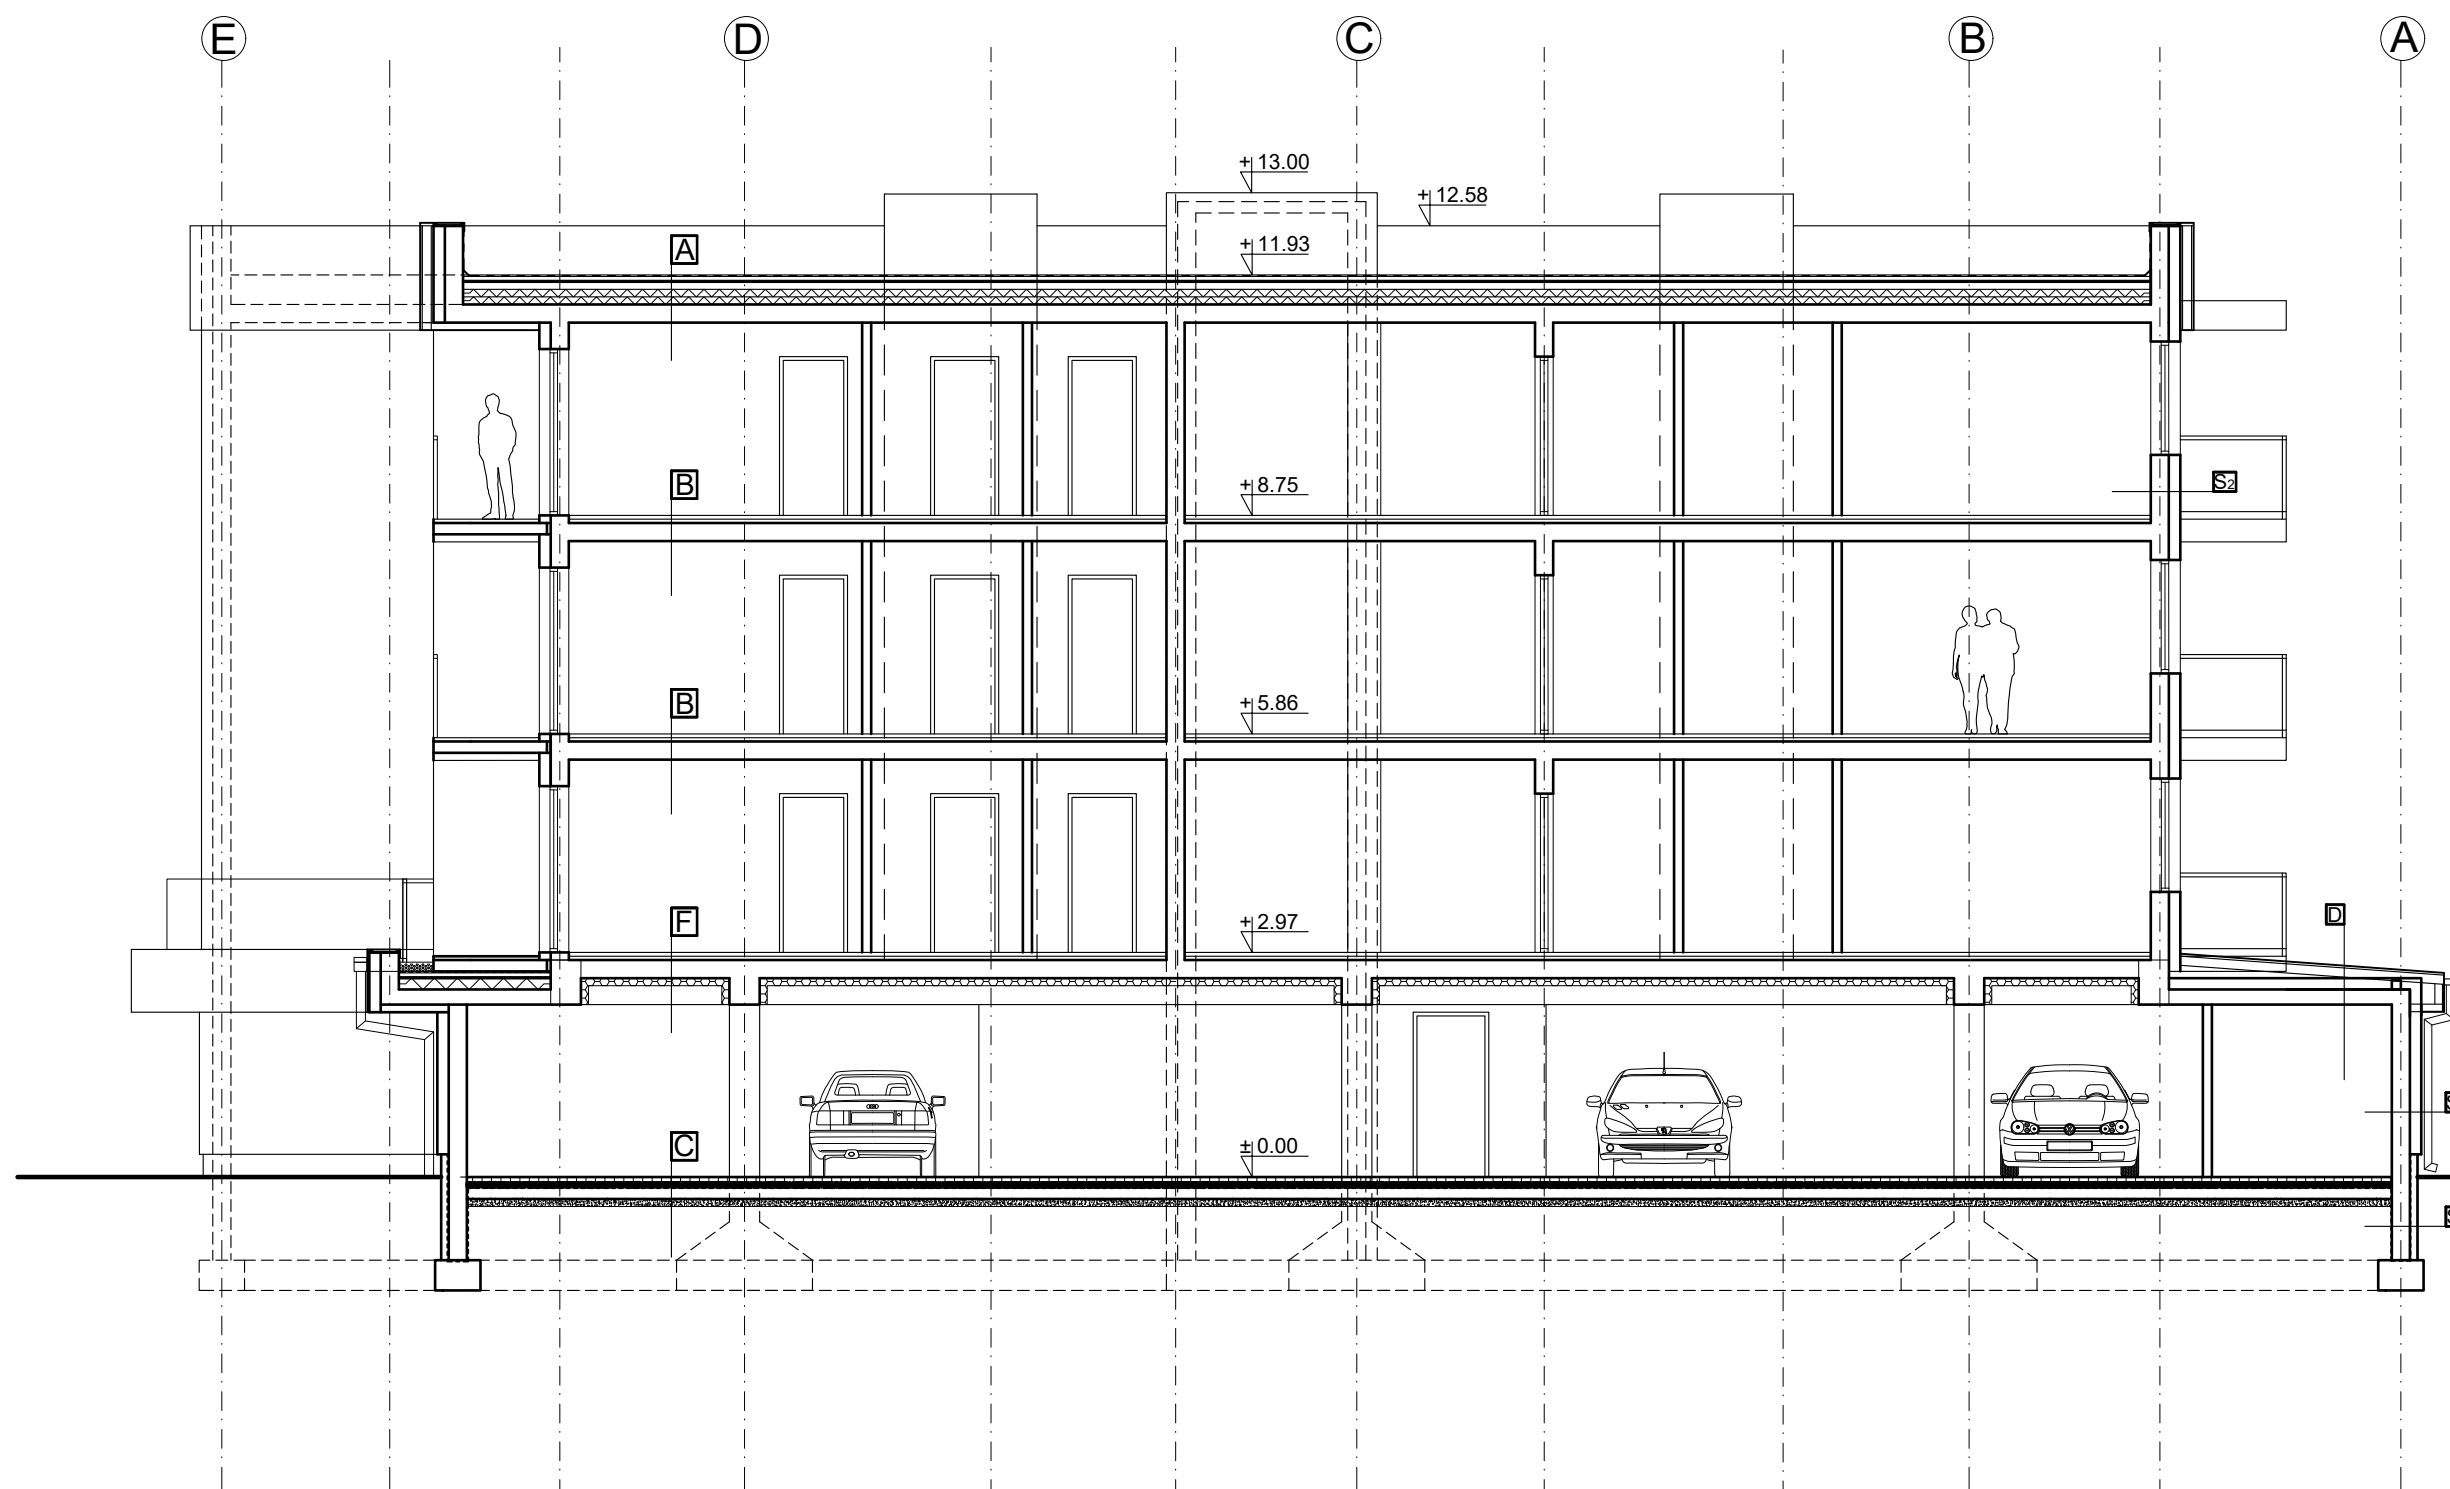 E D C B A
+ 13.00
+ 12.58
A
+ 11.93
B
+ 8.75
S2
B
+ 5.86
F
+ 2.97
D
C
± 0.00